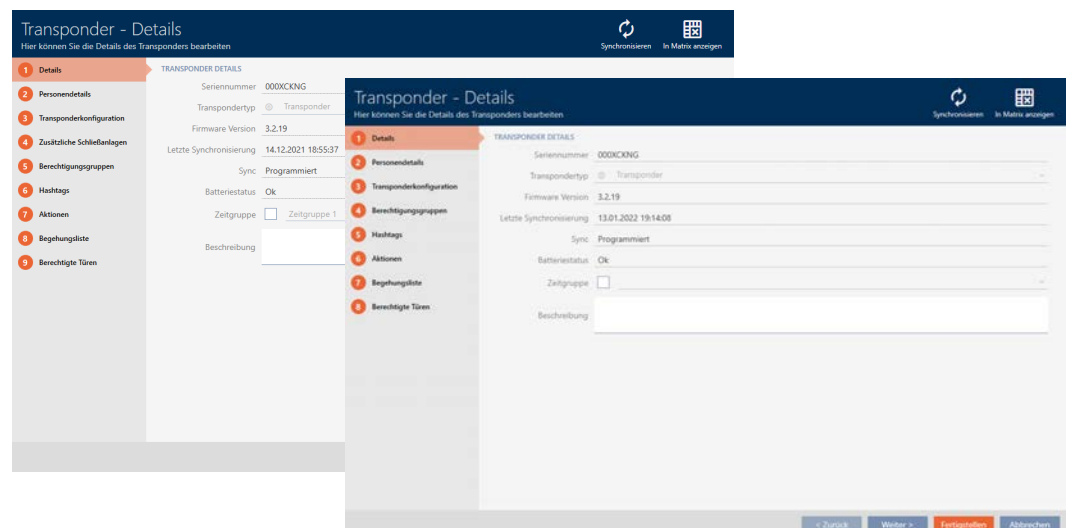 Transponder - Details
Hier können Sie die Details des Transponders bearbeiten
Synchronisieren
In Matrix anzeigen
1 Details
2 Personendetails
3 Transponderkonfiguration
4 Zusätzliche Schließanlagen
5 Berechtigungsgruppen
6 Hashtags
7 Aktionen
8 Begehungsliste
9 Berechtigte Türen
TRANSPONDER DETAILS
Seriennummer 000XCKNG
Transpondertyp Transponder
Firmware Version 3.2.19
Letzte Synchronisierung 14.12.2021 18:55:37
Sync Programmiert
Batteriestatus Ok
Zeitgruppe Zeitgruppe 1
Beschreibung
Transponder - Details
Hier können Sie die Details des Transponders bearbeiten
Synchronisieren
In Matrix anzeigen
1 Details
2 Personendetails
3 Transponderkonfiguration
4 Berechtigungsgruppen
5 Hashtags
6 Aktionen
7 Begehungsliste
8 Berechtigte Türen
TRANSPONDER DETAILS
Seriennummer 000XCKNG
Transpondertyp Transponder
Firmware Version 3.2.19
Letzte Synchronisierung 13.01.2022 19:14:08
Sync Programmiert
Batteriestatus Ok
Zeitgruppe
Beschreibung
< Zurück
Weiter >
Fertigstellen
Abbrechen